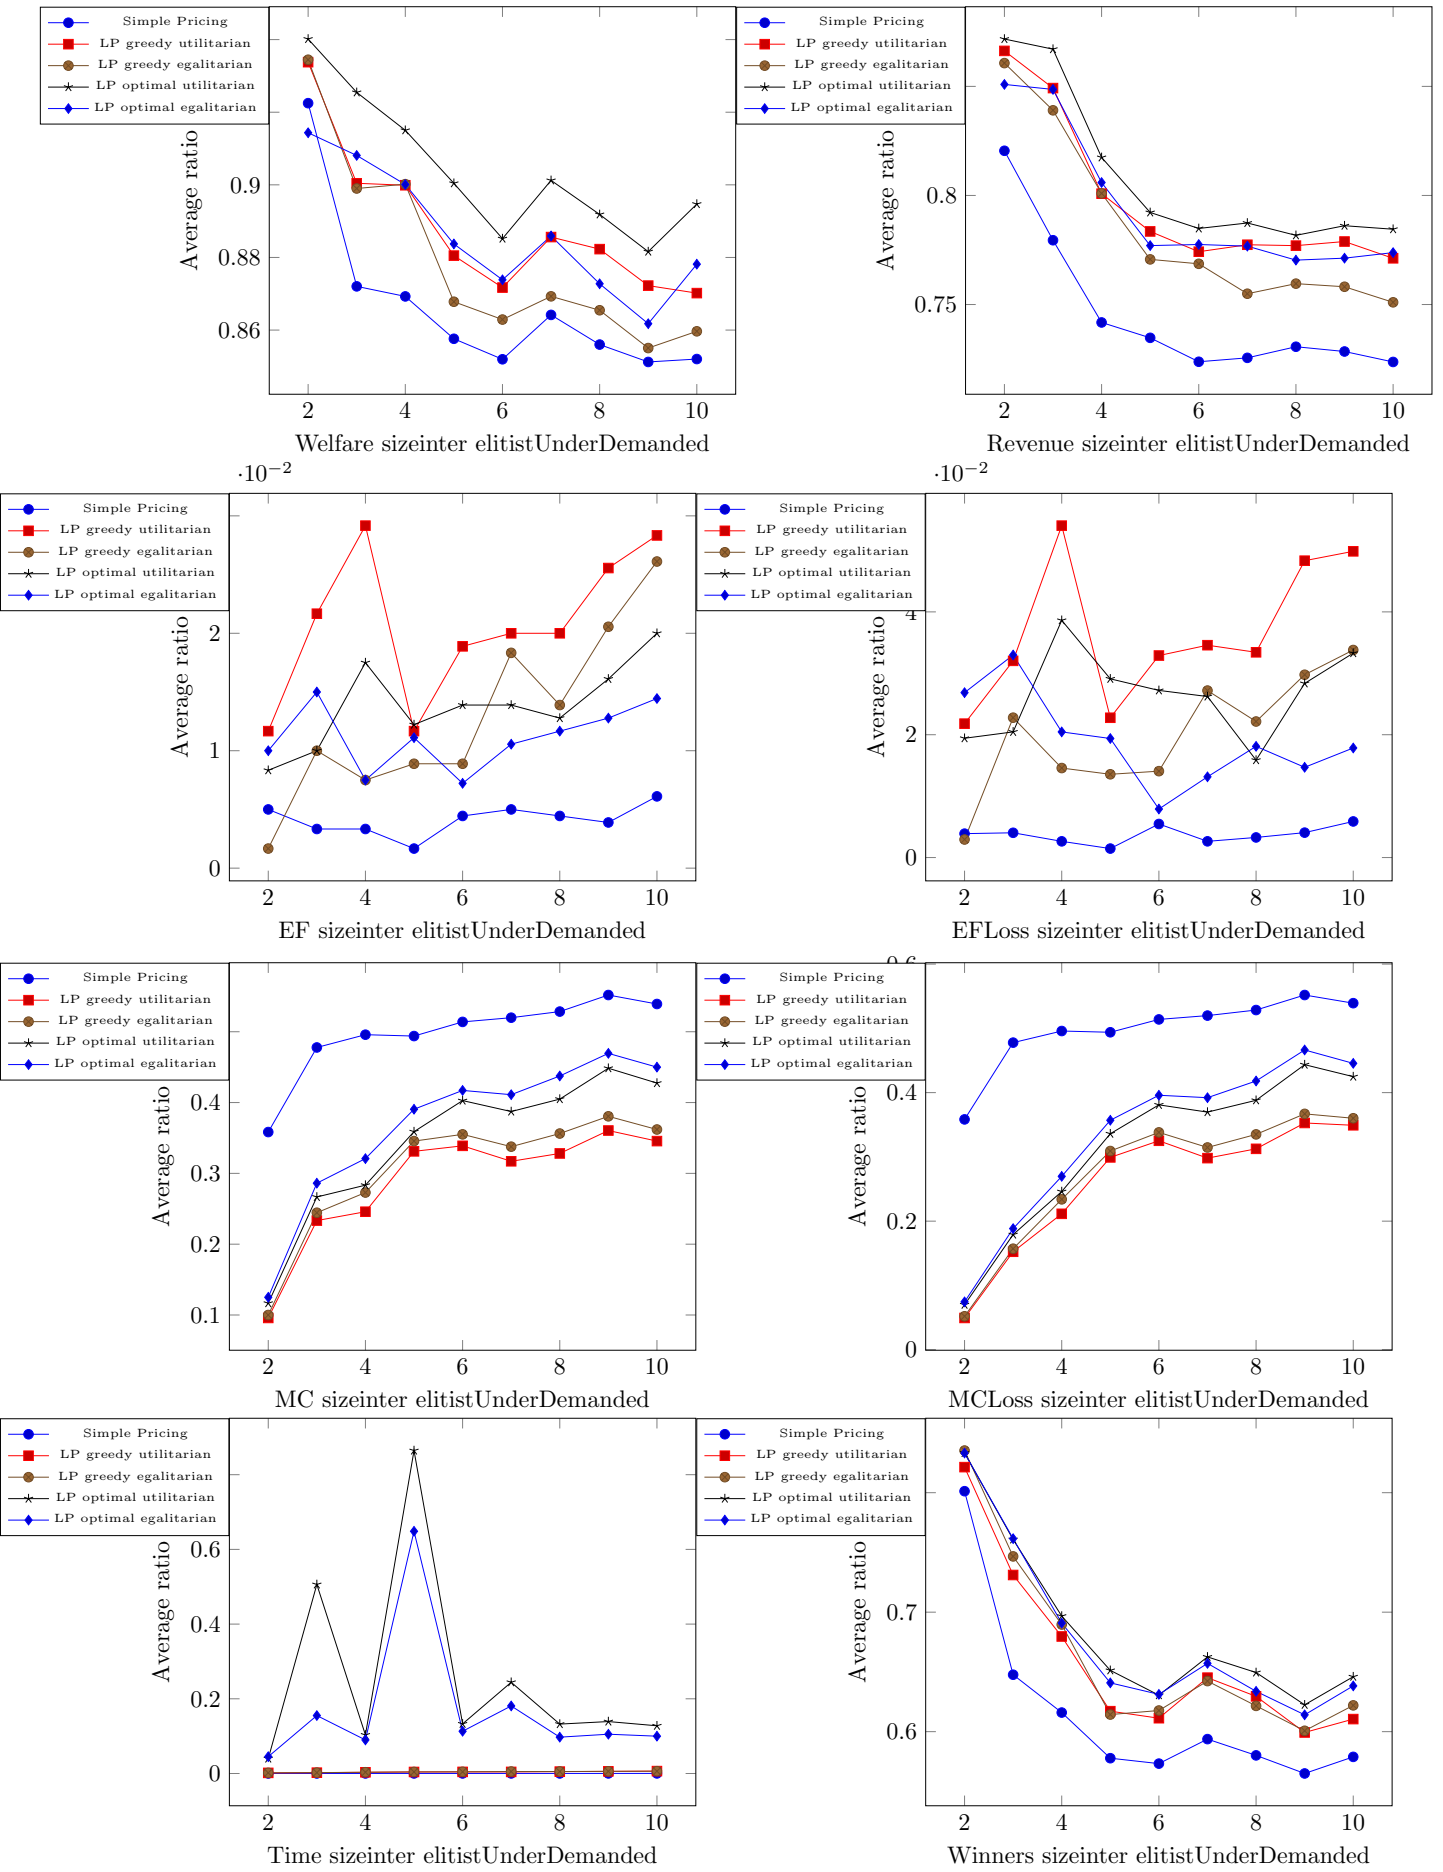 Simple Pricing
LP greedy utilitarian
LP greedy egalitarian
LP optimal utilitarian
LP optimal egalitarian
Average ratio
0.9
0.88
0.86
2 4 6 8 10
Welfare sizeinter elitistUnderDemanded
Simple Pricing
LP greedy utilitarian
LP greedy egalitarian
LP optimal utilitarian
LP optimal egalitarian
Average ratio
0.8
0.75
2 4 6 8 10
Revenue sizeinter elitistUnderDemanded
·10⁻²
Simple Pricing
LP greedy utilitarian
LP greedy egalitarian
LP optimal utilitarian
LP optimal egalitarian
Average ratio
2
1
0
2 4 6 8 10
EF sizeinter elitistUnderDemanded
·10⁻²
Simple Pricing
LP greedy utilitarian
LP greedy egalitarian
LP optimal utilitarian
LP optimal egalitarian
Average ratio
4
2
0
2 4 6 8 10
EFLoss sizeinter elitistUnderDemanded
Simple Pricing
LP greedy utilitarian
LP greedy egalitarian
LP optimal utilitarian
LP optimal egalitarian
Average ratio
0.4
0.3
0.2
0.1
2 4 6 8 10
MC sizeinter elitistUnderDemanded
0.6
Simple Pricing
LP greedy utilitarian
LP greedy egalitarian
LP optimal utilitarian
LP optimal egalitarian
Average ratio
0.4
0.2
0
2 4 6 8 10
MCLoss sizeinter elitistUnderDemanded
Simple Pricing
LP greedy utilitarian
LP greedy egalitarian
LP optimal utilitarian
LP optimal egalitarian
Average ratio
0.6
0.4
0.2
0
2 4 6 8 10
Time sizeinter elitistUnderDemanded
Simple Pricing
LP greedy utilitarian
LP greedy egalitarian
LP optimal utilitarian
LP optimal egalitarian
Average ratio
0.7
0.6
2 4 6 8 10
Winners sizeinter elitistUnderDemanded